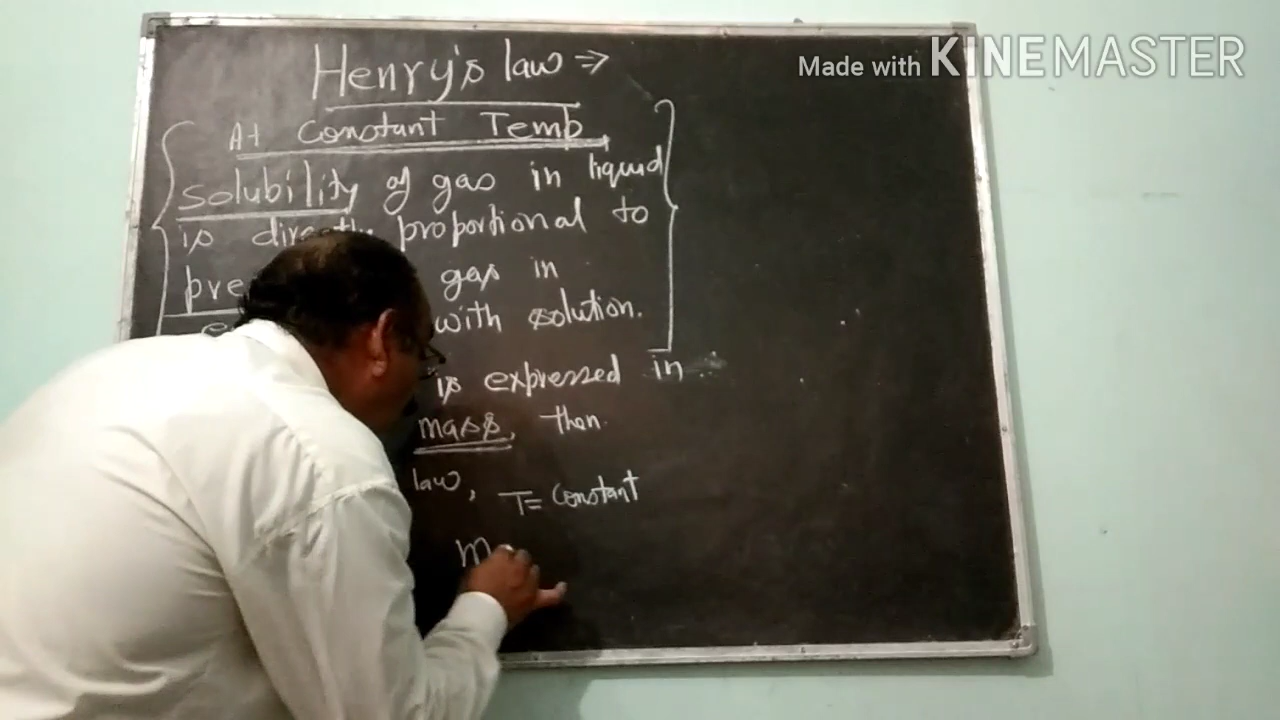 Made with KINEMASTER
Henry's law ⇒
At Constant Temp
solubility of gas in liquid
is directly proportional to
gas in
with solution.
is expressed in
mass, then
law, T= Constant
m